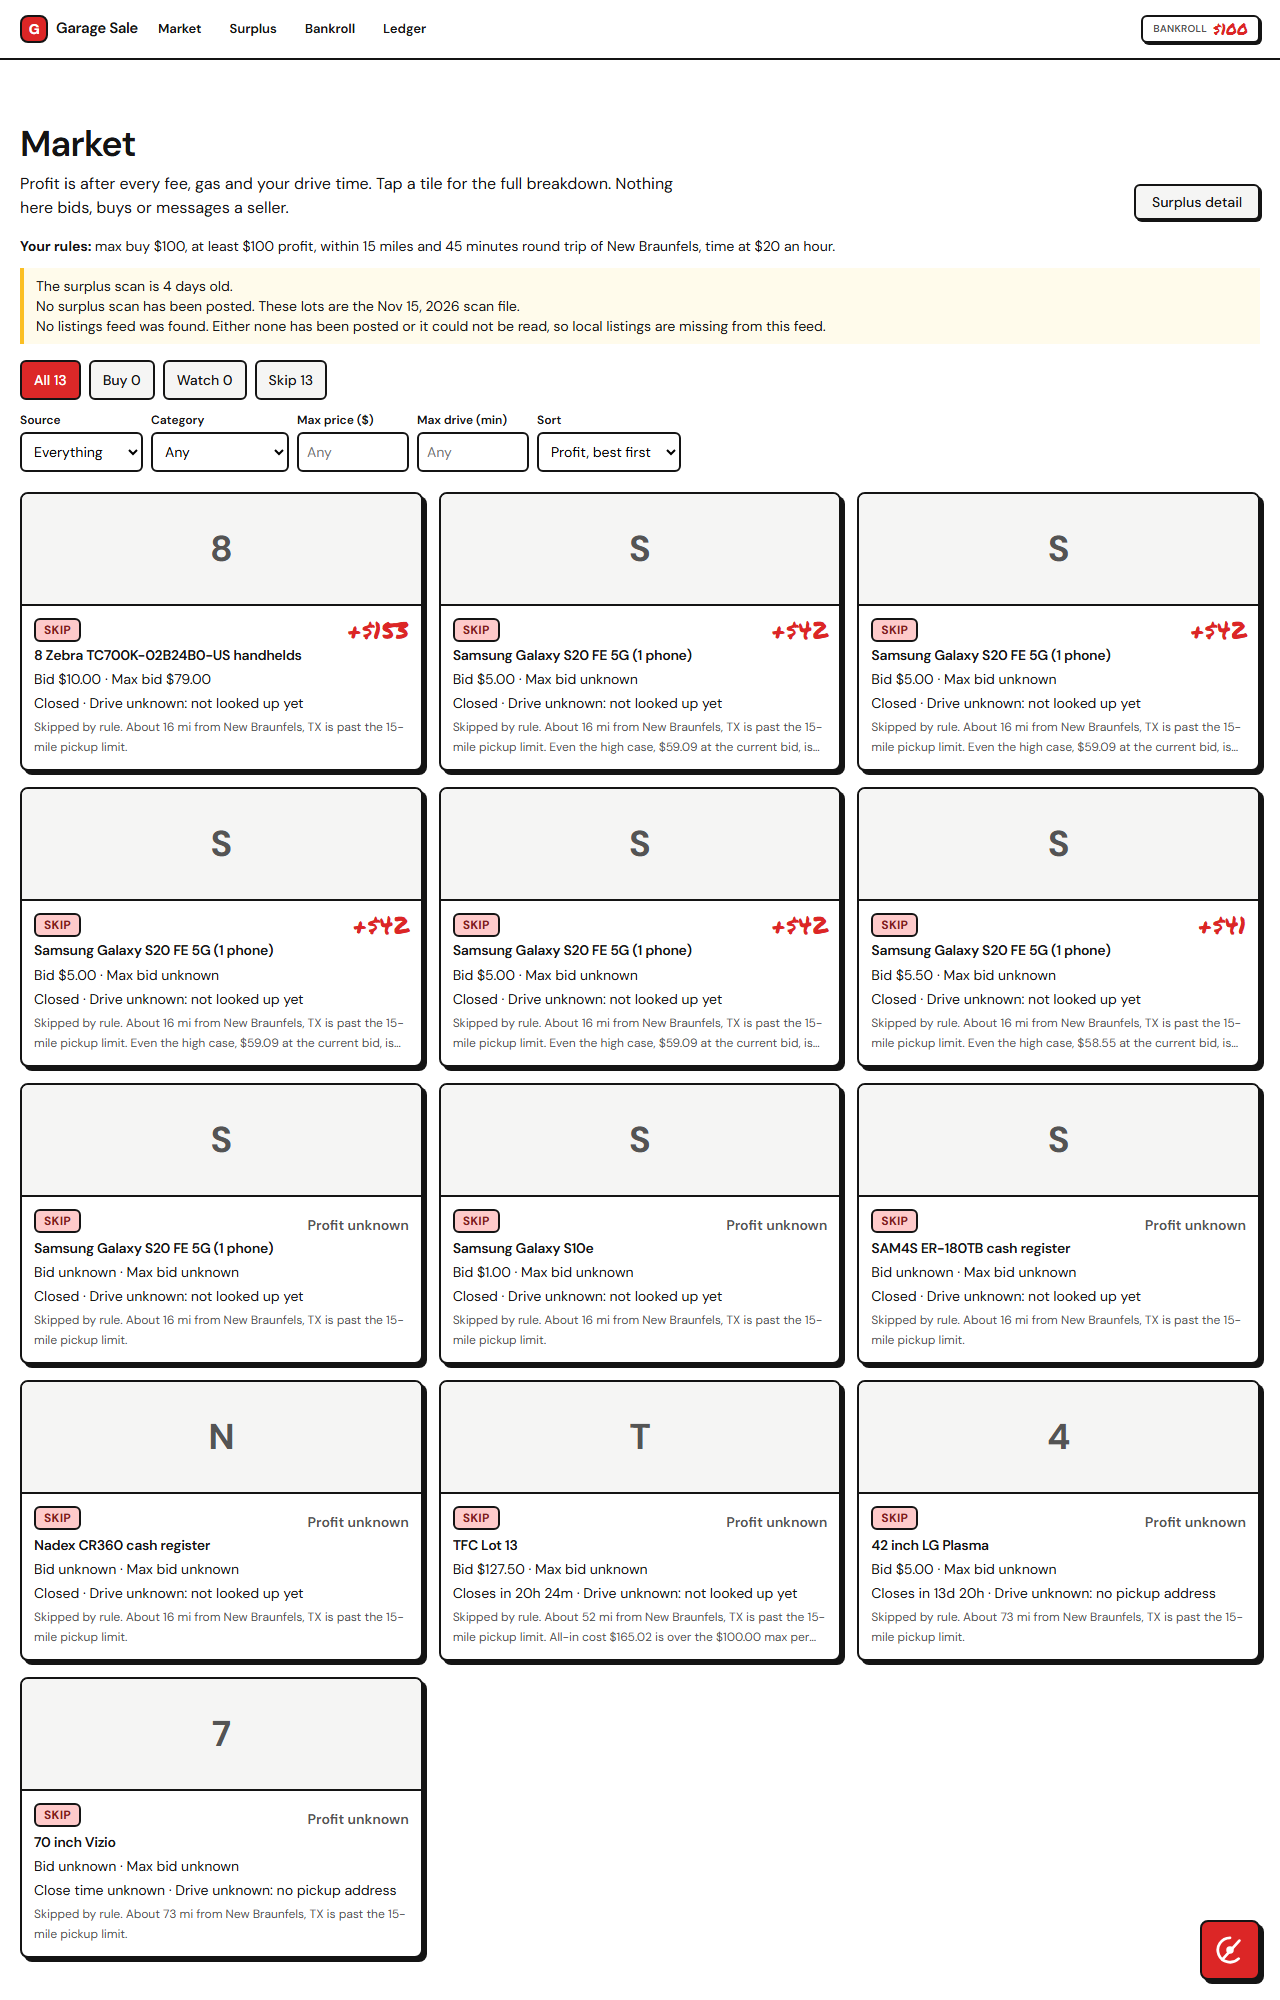 G Garage Sale Market Surplus Bankroll Ledger BANKROLL $100
Market
Profit is after every fee, gas and your drive time. Tap a tile for the full breakdown. Nothing
here bids, buys or messages a seller.
Surplus detail
Your rules: max buy $100, at least $100 profit, within 15 miles and 45 minutes round trip of New Braunfels, time at $20 an hour.
The surplus scan is 4 days old.
No surplus scan has been posted. These lots are the Nov 15, 2026 scan file.
No listings feed was found. Either none has been posted or it could not be read, so local listings are missing from this feed.
All 13 Buy 0 Watch 0 Skip 13
Source Category Max price ($) Max drive (min) Sort
Everything Any Any Any Profit, best first
8
SKIP +$153
8 Zebra TC700K-02B24B0-US handhelds
Bid $10.00 · Max bid $79.00
Closed · Drive unknown: not looked up yet
Skipped by rule. About 16 mi from New Braunfels, TX is past the 15-
mile pickup limit.
S
SKIP +$42
Samsung Galaxy S20 FE 5G (1 phone)
Bid $5.00 · Max bid unknown
Closed · Drive unknown: not looked up yet
Skipped by rule. About 16 mi from New Braunfels, TX is past the 15-
mile pickup limit. Even the high case, $59.09 at the current bid, is…
S
SKIP +$42
Samsung Galaxy S20 FE 5G (1 phone)
Bid $5.00 · Max bid unknown
Closed · Drive unknown: not looked up yet
Skipped by rule. About 16 mi from New Braunfels, TX is past the 15-
mile pickup limit. Even the high case, $59.09 at the current bid, is…
S
SKIP +$42
Samsung Galaxy S20 FE 5G (1 phone)
Bid $5.00 · Max bid unknown
Closed · Drive unknown: not looked up yet
Skipped by rule. About 16 mi from New Braunfels, TX is past the 15-
mile pickup limit. Even the high case, $59.09 at the current bid, is…
S
SKIP +$42
Samsung Galaxy S20 FE 5G (1 phone)
Bid $5.00 · Max bid unknown
Closed · Drive unknown: not looked up yet
Skipped by rule. About 16 mi from New Braunfels, TX is past the 15-
mile pickup limit. Even the high case, $59.09 at the current bid, is…
S
SKIP +$41
Samsung Galaxy S20 FE 5G (1 phone)
Bid $5.50 · Max bid unknown
Closed · Drive unknown: not looked up yet
Skipped by rule. About 16 mi from New Braunfels, TX is past the 15-
mile pickup limit. Even the high case, $58.55 at the current bid, is…
S
SKIP Profit unknown
Samsung Galaxy S20 FE 5G (1 phone)
Bid unknown · Max bid unknown
Closed · Drive unknown: not looked up yet
Skipped by rule. About 16 mi from New Braunfels, TX is past the 15-
mile pickup limit.
S
SKIP Profit unknown
Samsung Galaxy S10e
Bid $1.00 · Max bid unknown
Closed · Drive unknown: not looked up yet
Skipped by rule. About 16 mi from New Braunfels, TX is past the 15-
mile pickup limit.
S
SKIP Profit unknown
SAM4S ER-180TB cash register
Bid unknown · Max bid unknown
Closed · Drive unknown: not looked up yet
Skipped by rule. About 16 mi from New Braunfels, TX is past the 15-
mile pickup limit.
N
SKIP Profit unknown
Nadex CR360 cash register
Bid unknown · Max bid unknown
Closed · Drive unknown: not looked up yet
Skipped by rule. About 16 mi from New Braunfels, TX is past the 15-
mile pickup limit.
T
SKIP Profit unknown
TFC Lot 13
Bid $127.50 · Max bid unknown
Closes in 20h 24m · Drive unknown: not looked up yet
Skipped by rule. About 52 mi from New Braunfels, TX is past the 15-
mile pickup limit. All-in cost $165.02 is over the $100.00 max per…
4
SKIP Profit unknown
42 inch LG Plasma
Bid $5.00 · Max bid unknown
Closes in 13d 20h · Drive unknown: no pickup address
Skipped by rule. About 73 mi from New Braunfels, TX is past the 15-
mile pickup limit.
7
SKIP Profit unknown
70 inch Vizio
Bid unknown · Max bid unknown
Close time unknown · Drive unknown: no pickup address
Skipped by rule. About 73 mi from New Braunfels, TX is past the 15-
mile pickup limit.